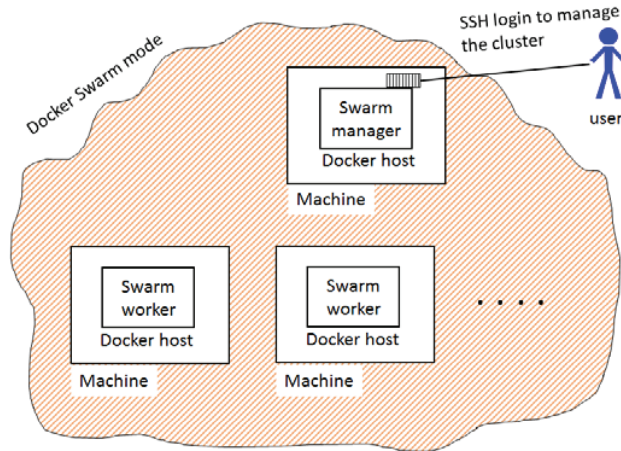 SSH login to manage
the cluster
Docker Swarm mode
user
Swarm
manager
Docker host
Machine
Swarm
worker
Docker host
Machine
Swarm
worker
Docker host
Machine
. . . .